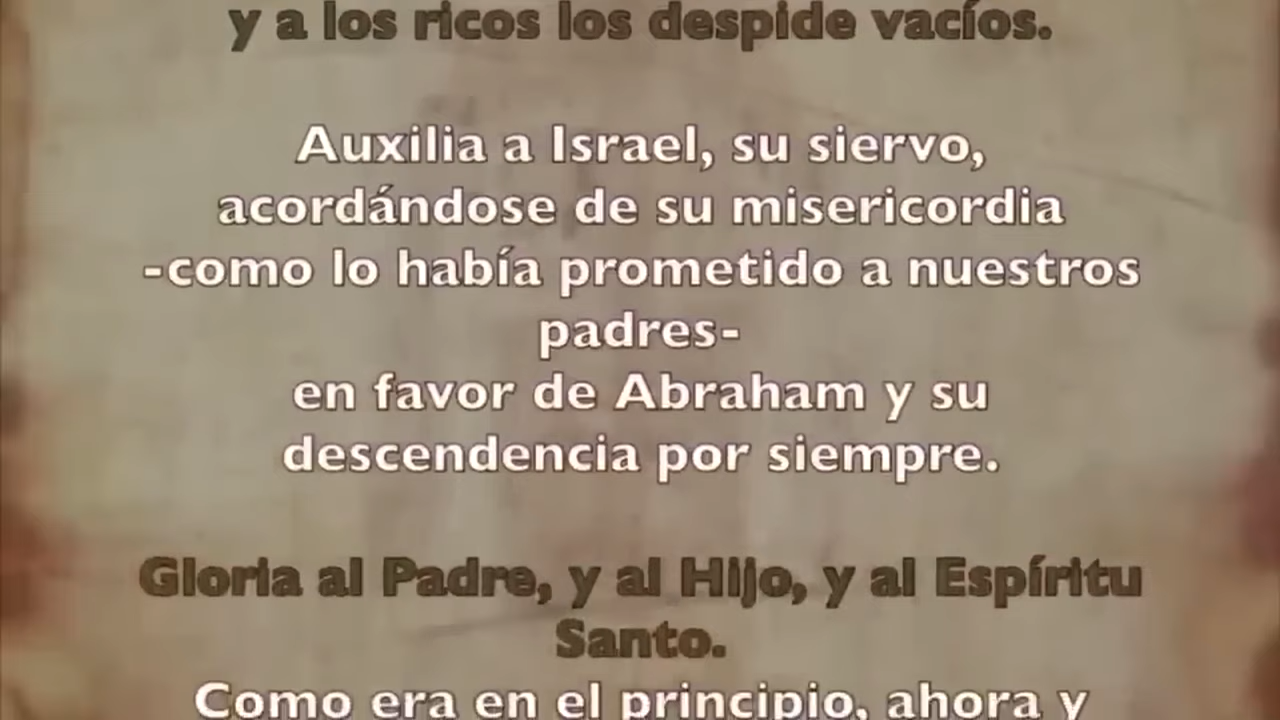 y a los ricos los despide vacíos.
Auxilia a Israel, su siervo,
acordándose de su misericordia
-como lo había prometido a nuestros
padres-
en favor de Abraham y su
descendencia por siempre.
Gloria al Padre, y al Hijo, y al Espíritu
Santo.
Como era en el principio, ahora y